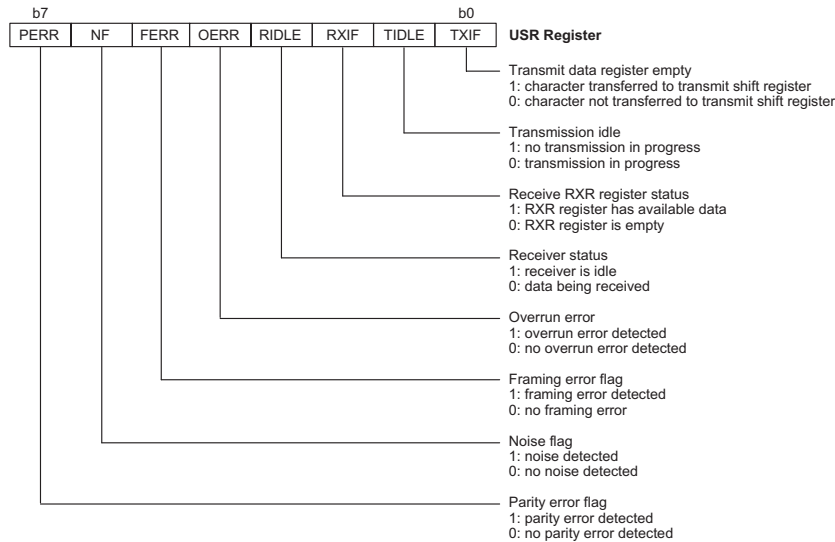 b7 b0
PERR NF FERR OERR RIDLE RXIF TIDLE TXIF USR Register
Transmit data register empty
1: character transferred to transmit shift register
0: character not transferred to transmit shift register
Transmission idle
1: no transmission in progress
0: transmission in progress
Receive RXR register status
1: RXR register has available data
0: RXR register is empty
Receiver status
1: receiver is idle
0: data being received
Overrun error
1: overrun error detected
0: no overrun error detected
Framing error flag
1: framing error detected
0: no framing error
Noise flag
1: noise detected
0: no noise detected
Parity error flag
1: parity error detected
0: no parity error detected